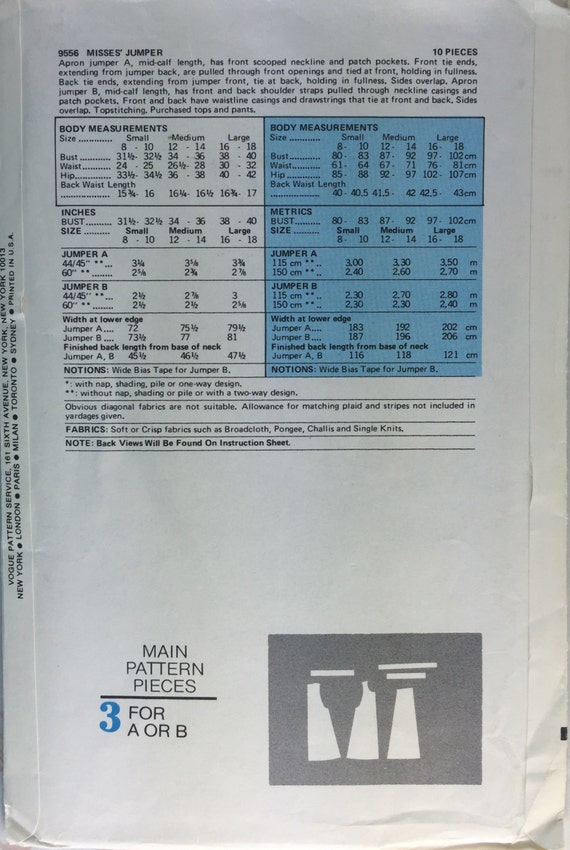 9556 MISSES' JUMPER 10 PIECES
Apron jumper A, mid-calf length, has front scooped neckline and patch pockets. Front tie ends,
extending from jumper back, are pulled through front openings and tied at front, holding in fullness.
Back tie ends, extending from jumper front, tie at back, holding in fullness. Sides overlap. Apron
jumper B, mid-calf length, has front and back shoulder straps pulled through neckline casings and
patch pockets. Front and back have waistline casings and drawstrings that tie at front and back. Sides
overlap. Topstitching. Purchased tops and pants.
BODY MEASUREMENTS
Size ............ Small Medium Large
8 - 10 12 - 14 16 - 18
Bust ............ 31½- 32½ 34 - 36 38 - 40
Waist ........... 24 - 25 26½- 28 30 - 32
Hip .............. 33½- 34½ 36 - 38 40 - 42
Back Waist Length
.................... 15¾- 16 16¼- 16½ 16¾- 17
INCHES
BUST ......... 31½- 32½ 34 - 36 38 - 40
SIZE .......... Small Medium Large
8 - 10 12 - 14 16 - 18
JUMPER A
44/45" ** ... 3¼ 3⅝ 3¾
60" ** ........ 2⅝ 2¾ 2⅞
JUMPER B
44/45" ** ... 2½ 2⅞ 3
60" ** ........ 2½ 2½ 2⅝
Width at lower edge
Jumper A .... 72 75½ 79½
Jumper B .... 73½ 77 81
Finished back length from base of neck
Jumper A, B 45½ 46½ 47½
NOTIONS: Wide Bias Tape for Jumper B.
BODY MEASUREMENTS
Size ............ Small Medium Large
8- 10 12- 14 16- 18
Bust ............ 80- 83 87- 92 97- 102cm
Waist ........... 61- 64 67- 71 76- 81cm
Hip .............. 85- 88 92- 97 102- 107cm
Back Waist Length
.................... 40- 40.5 41.5- 42 42.5- 43cm
METRICS
BUST ......... 80- 83 87- 92 97- 102cm
SIZE .......... Small Medium Large
8- 10 12- 14 16- 18
JUMPER A
115 cm ** .. 3.00 3.30 3.50 m
150 cm ** .. 2.40 2.60 2.70 m
JUMPER B
115 cm ** .. 2.30 2.70 2.80 m
150 cm ** .. 2.30 2.30 2.40 m
Width at lower edge
Jumper A .... 183 192 202 cm
Jumper B .... 187 196 206 cm
Finished back length from base of neck
Jumper A, B 116 118 121 cm
NOTIONS: Wide Bias Tape for Jumper B.
*: with nap, shading, pile or one-way design.
**: without nap, shading or pile or with a two-way design.
Obvious diagonal fabrics are not suitable. Allowance for matching plaid and stripes not included in
yardages given.
FABRICS: Soft or Crisp fabrics such as Broadcloth, Pongee, Challis and Single Knits.
NOTE: Back Views Will Be Found On Instruction Sheet.
VOGUE PATTERN SERVICE, 161 SIXTH AVENUE, NEW YORK, NEW YORK 10013
NEW YORK ● LONDON ● PARIS ● MILAN ● TORONTO ● SYDNEY ● PRINTED IN U.S.A.
MAIN
PATTERN
PIECES
3 FOR
A OR B